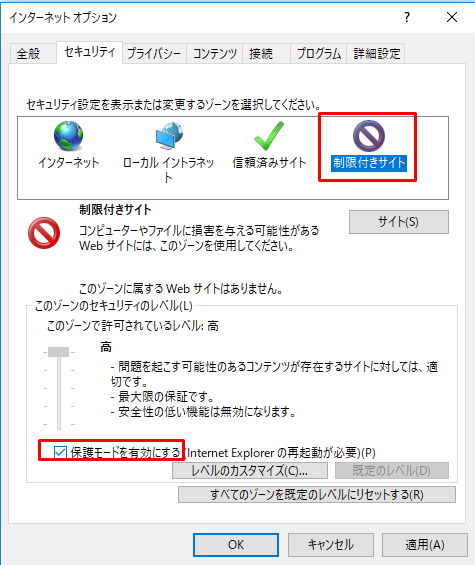 インターネット オプション
? ×
全般 セキュリティ プライバシー コンテンツ 接続 プログラム 詳細設定
セキュリティ設定を表示または変更するゾーンを選択してください。
インターネット ローカル イントラネッ
ト 信頼済みサイト 制限付きサイト
制限付きサイト
コンピューターやファイルに損害を与える可能性がある
Web サイトには、このゾーンを使用してください。
サイト(S)
このゾーンに属する Web サイトはありません。
このゾーンのセキュリティのレベル(L)
このゾーンで許可されているレベル: 高
高
- 問題を起こす可能性のあるコンテンツが存在するサイトに対しては、適
切です。
- 最大限の保証です。
- 安全性の低い機能は無効になります。
保護モードを有効にする(Internet Explorer の再起動が必要)(P)
レベルのカスタマイズ(C)... 既定のレベル(D)
すべてのゾーンを既定のレベルにリセットする(R)
OK キャンセル 適用(A)